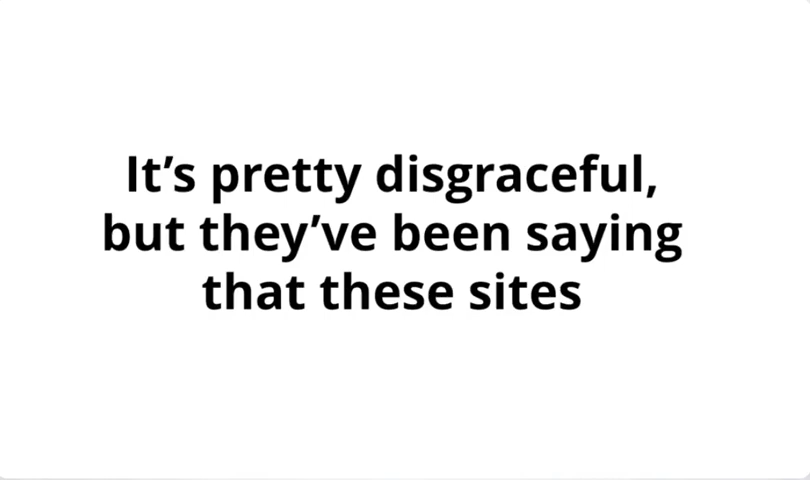 It’s pretty disgraceful,
but they’ve been saying
that these sites